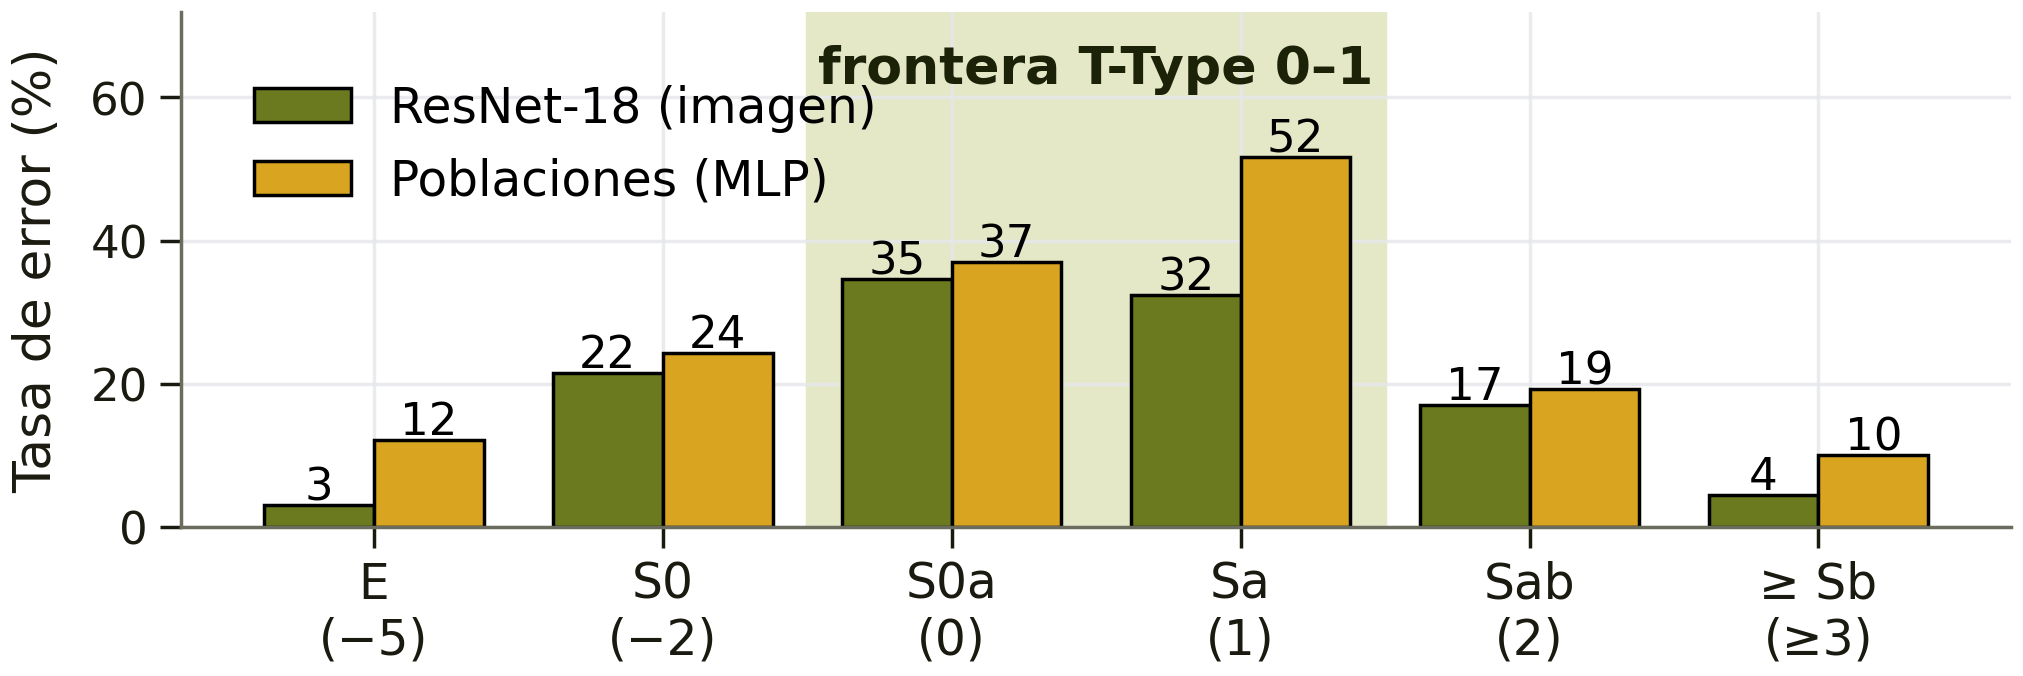 frontera T-Type 0–1
ResNet-18 (imagen)
Poblaciones (MLP)
Tasa de error (%)
60
40
20
0
3
12
22
24
35
37
32
52
17
19
4
10
E
(−5)
S0
(−2)
S0a
(0)
Sa
(1)
Sab
(2)
≥ Sb
(≥3)